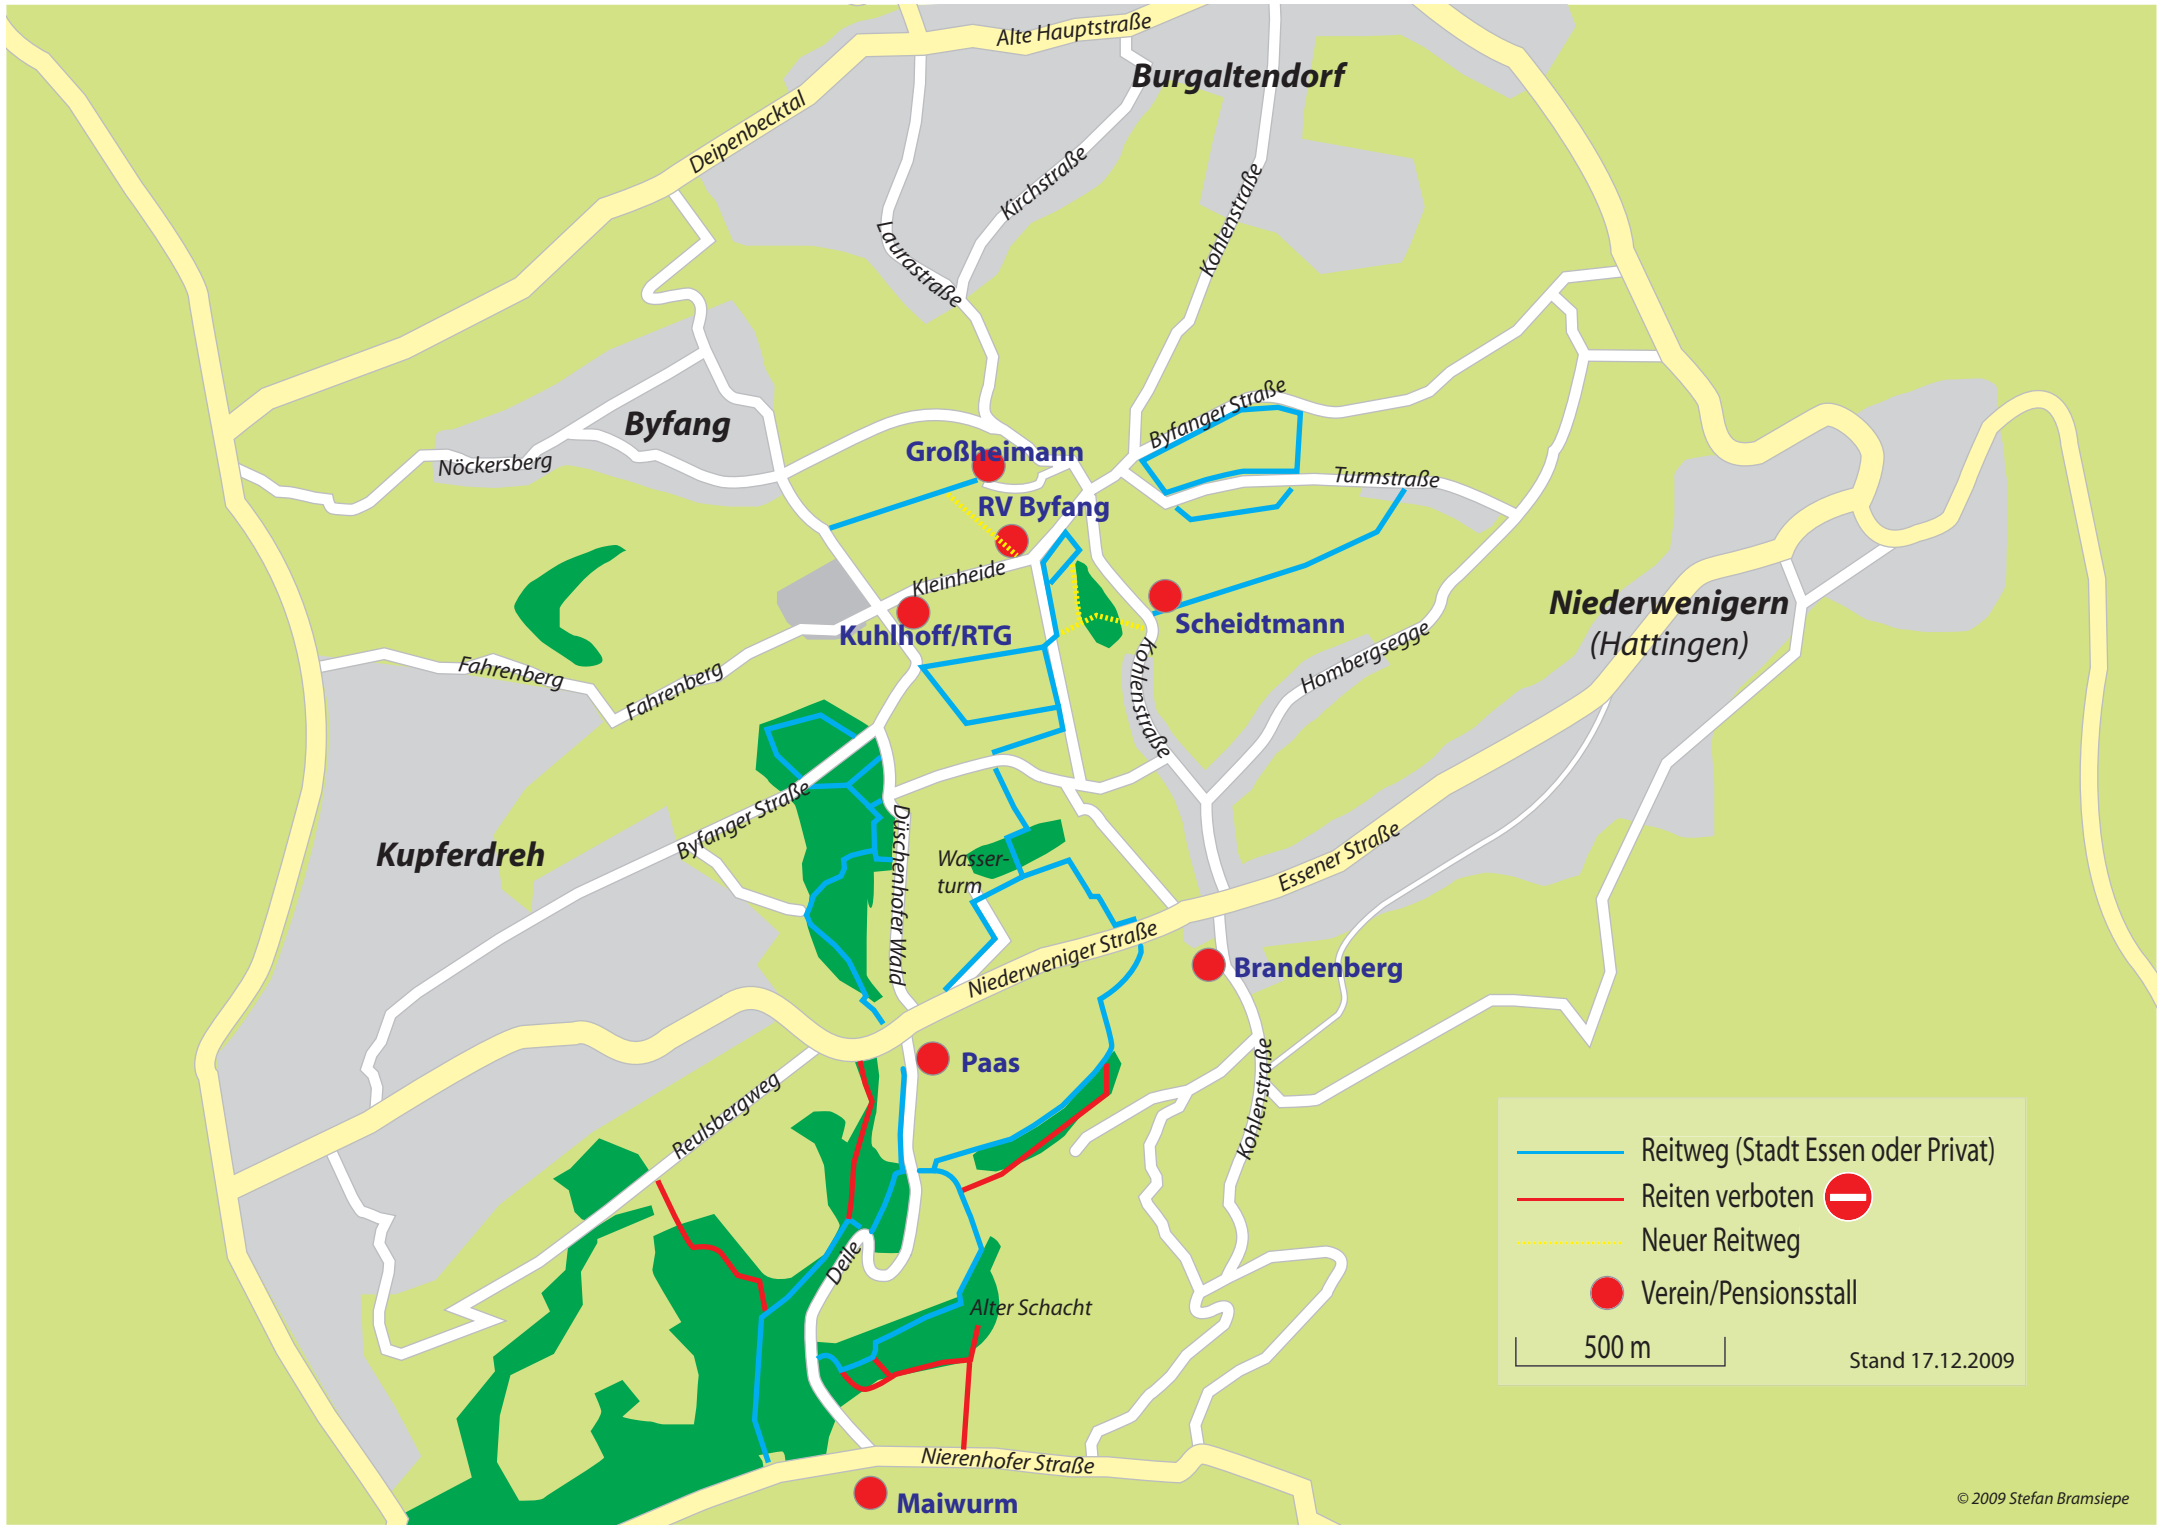 Alte Hauptstraße
Burgaltendorf
Deipenbecktal
Kirchstraße
Kohlenstraße
Laurastraße
Byfanger Straße
Byfang
Nöckersberg
Großheimann
Turmstraße
RV Byfang
Kleinheide
Kuhlhoff/RTG
Scheidtmann
Niederwenigern
(Hattingen)
Fahrenberg
Fahrenberg
Kohlenstraße
Hombergsegge
Byfanger Straße
Kupferdreh
Düschenhofer Wald
Wasser-
turm
Essener Straße
Niederweniger Straße
Brandenberg
Paas
Reulsbergweg
Kohlenstraße
Deile
Alter Schacht
Nierenhofer Straße
Maiwurm
Reitweg (Stadt Essen oder Privat)
Reiten verboten
Neuer Reitweg
Verein/Pensionsstall
500 m
Stand 17.12.2009
© 2009 Stefan Bramsiepe